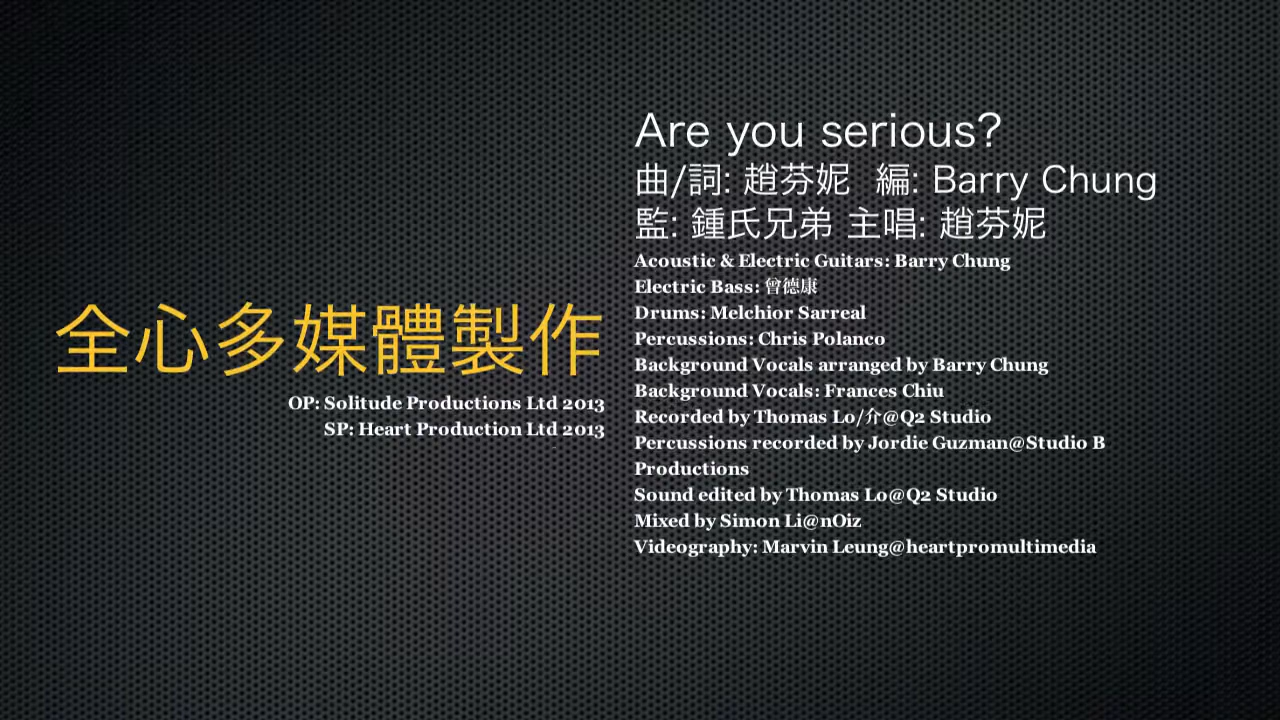 全心多媒體製作
OP: Solitude Productions Ltd 2013
SP: Heart Production Ltd 2013
Are you serious?
曲/詞: 趙芬妮 編: Barry Chung
監: 鍾氏兄弟 主唱: 趙芬妮
Acoustic & Electric Guitars: Barry Chung
Electric Bass: 曾德康
Drums: Melchior Sarreal
Percussions: Chris Polanco
Background Vocals arranged by Barry Chung
Background Vocals: Frances Chiu
Recorded by Thomas Lo/介@Q2 Studio
Percussions recorded by Jordie Guzman@Studio B
Productions
Sound edited by Thomas Lo@Q2 Studio
Mixed by Simon Li@nOiz
Videography: Marvin Leung@heartpromultimedia